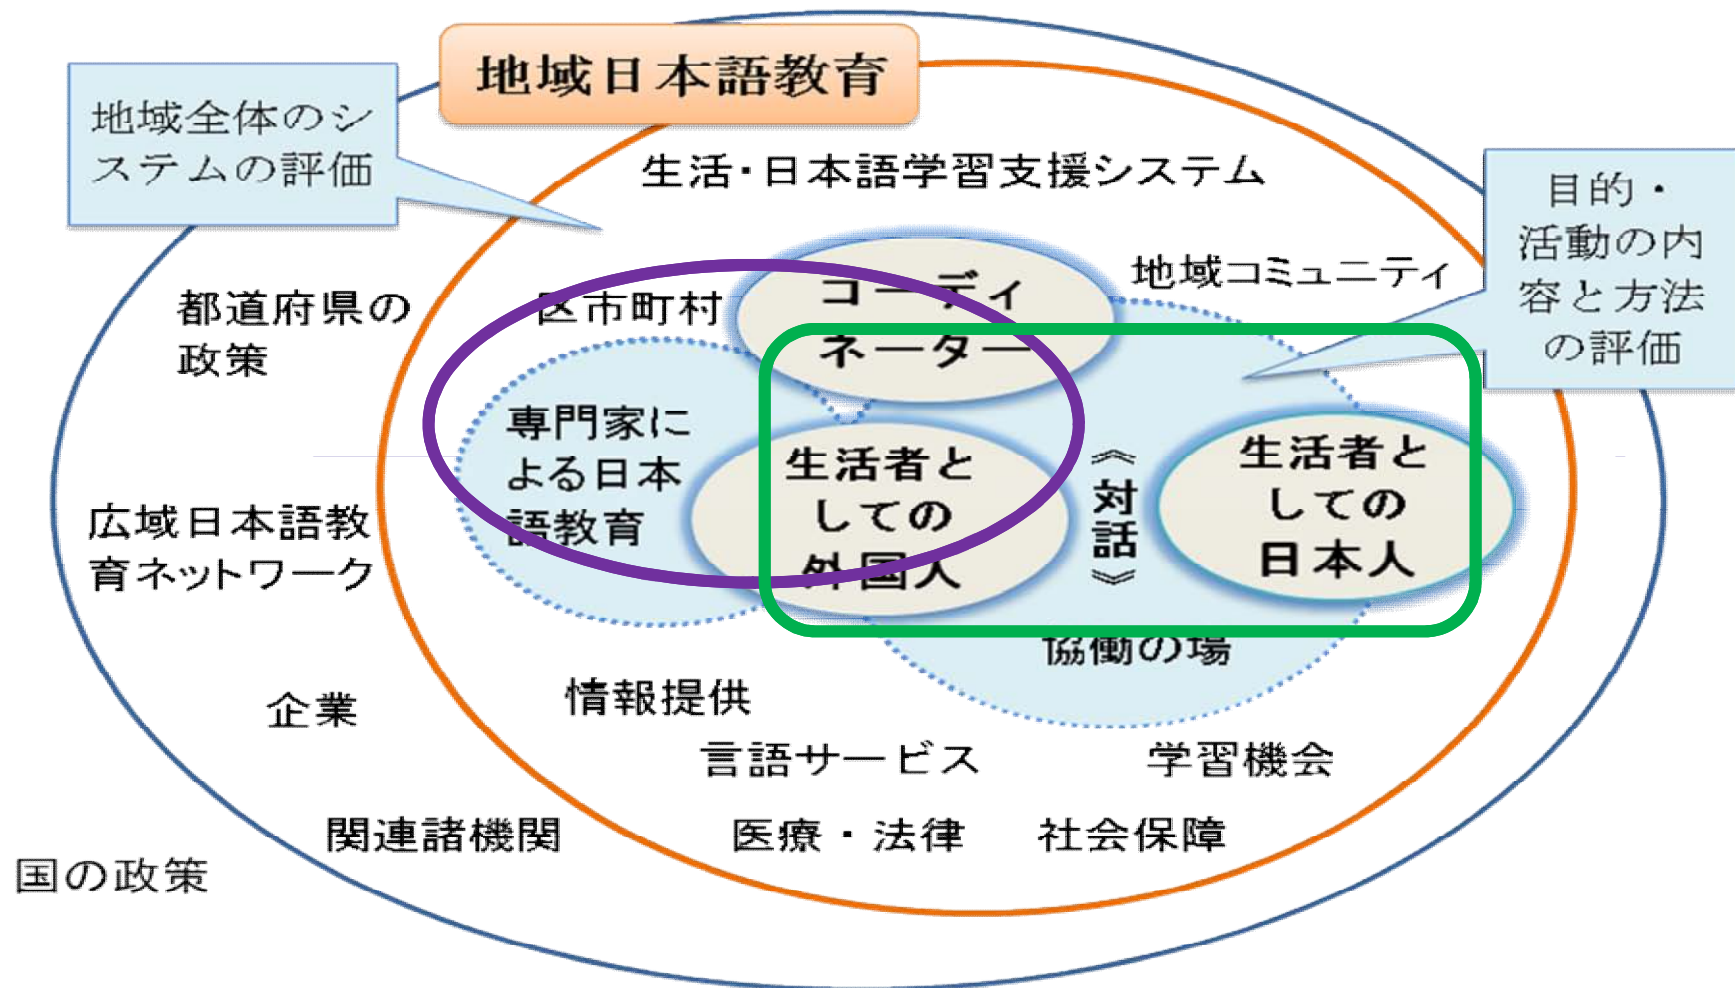 地域日本語教育
地域全体のシ
ステムの評価
生活・日本語学習支援システム
目的・
活動の内
容と方法
の評価
地域コミュニティ
都道府県の
政策
区市町村
コーディ
ネーター
専門家に
よる日本
語教育
生活者と
しての
外国人
《対話》
生活者と
しての
日本人
広域日本語教
育ネットワーク
協働の場
企業
情報提供
言語サービス
学習機会
関連諸機関
医療・法律
社会保障
国の政策